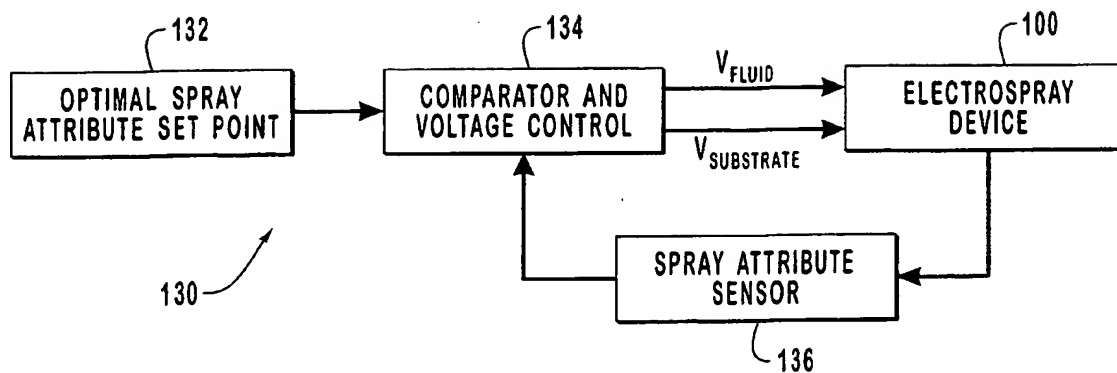 132
134
100
OPTIMAL SPRAY
ATTRIBUTE SET POINT
COMPARATOR AND
VOLTAGE CONTROL
V_FLUID
V_SUBSTRATE
ELECTROSPRAY
DEVICE
SPRAY ATTRIBUTE
SENSOR
130
136